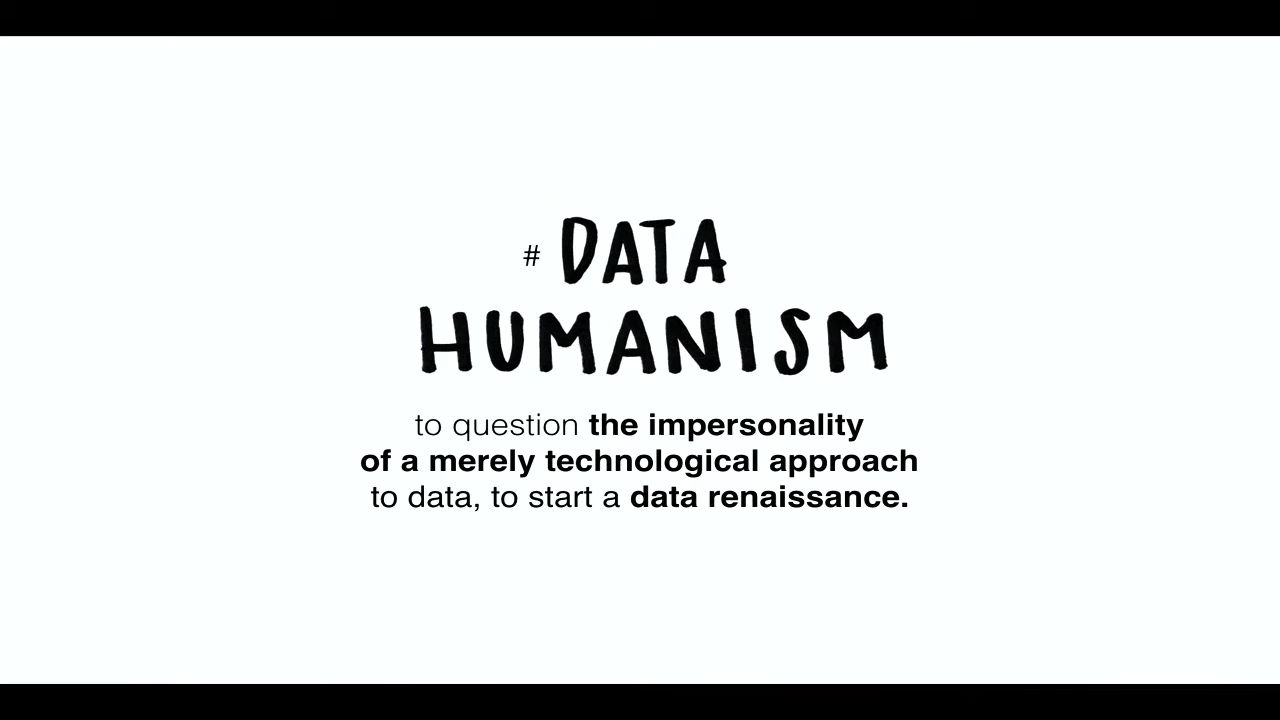 # DATA
HUMANISM
to question the impersonality
of a merely technological approach
to data, to start a data renaissance.